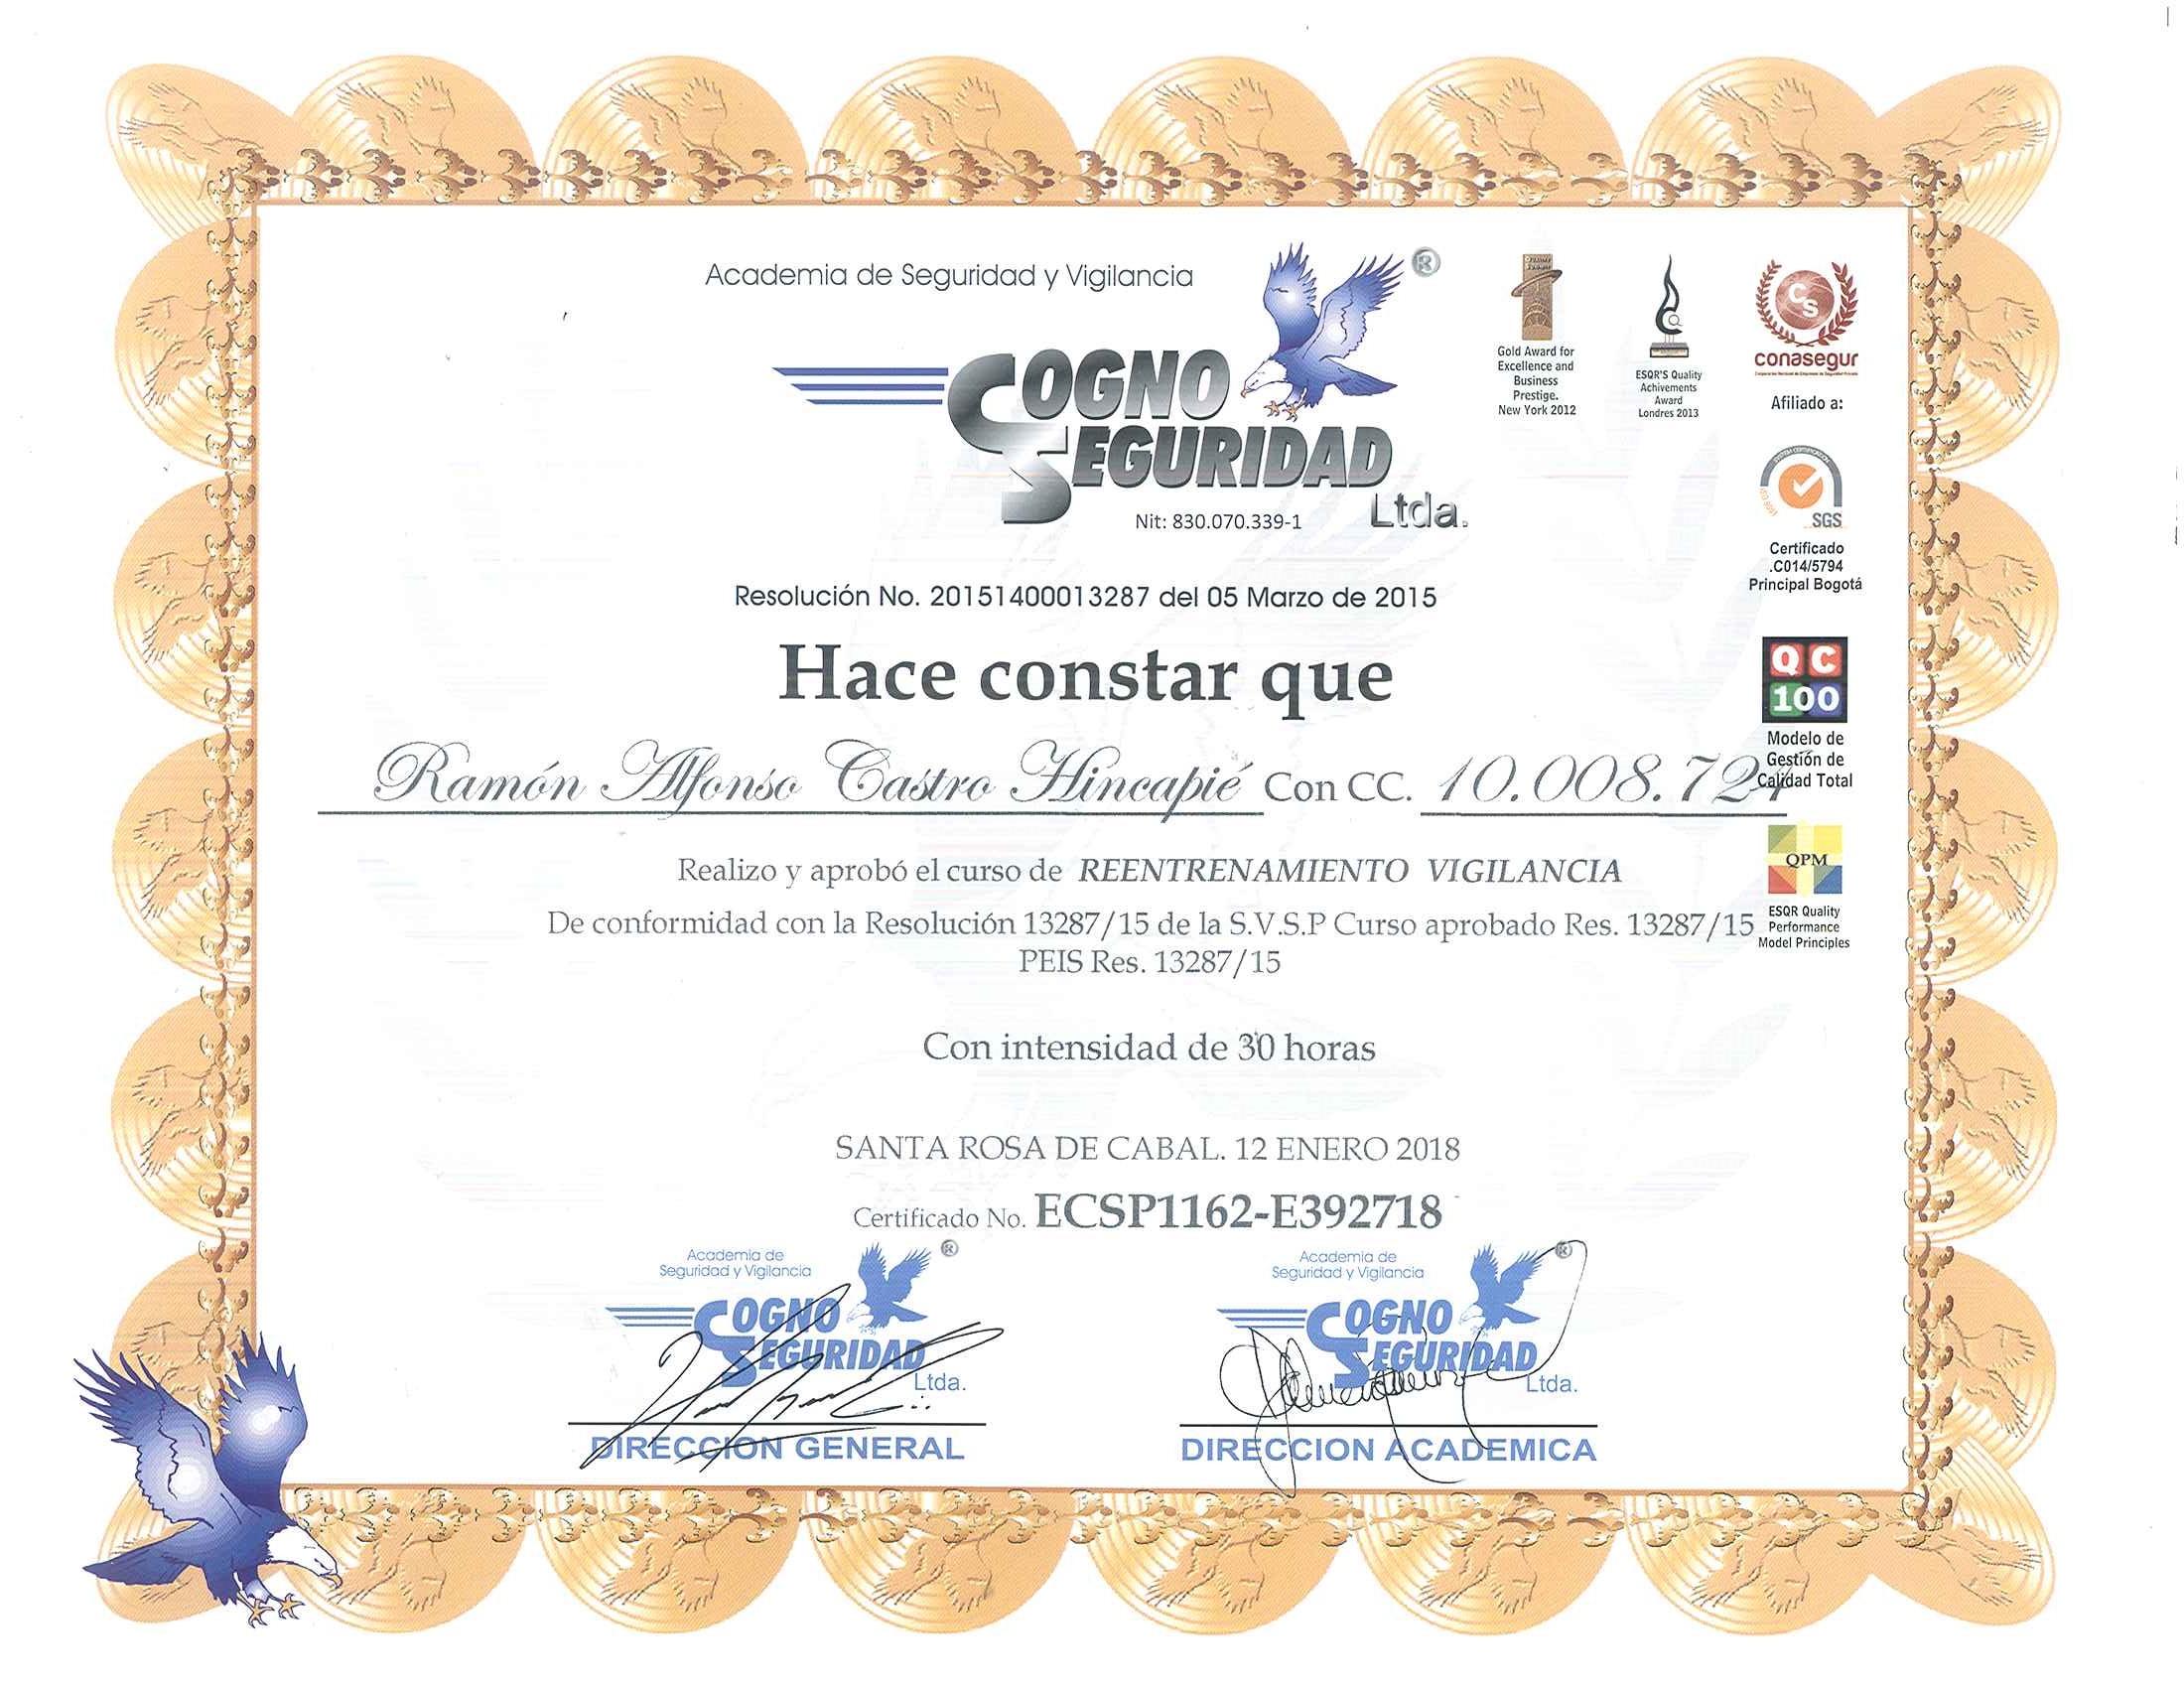 Academia de Seguridad y Vigilancia
®
COGNO
SEGURIDAD
Ltda.
Nit: 830.070.339-1
Gold Award for
Excellence and
Business
Prestige.
New York 2012
ESQR'S Quality
Achivements
Award
Londres 2013
CS
conasegur
Afiliado a:
SGS
Certificado
.C014/5794
Principal Bogotá
Resolución No. 20151400013287 del 05 Marzo de 2015
Hace constar que
QC
100
Modelo de
Gestión de
Calidad Total
Ramón Alfonso Castro Hincapié Con CC. 10.008.724
Realizo y aprobó el curso de REENTRENAMIENTO VIGILANCIA
QPM
ESQR Quality
Performance
Model Principles
De conformidad con la Resolución 13287/15 de la S.V.S.P Curso aprobado Res. 13287/15
PEIS Res. 13287/15
Con intensidad de 30 horas
SANTA ROSA DE CABAL. 12 ENERO 2018
Certificado No. ECSP1162-E392718
Academia de
Seguridad y Vigilancia
®
COGNO
SEGURIDAD
Ltda.
DIRECCION GENERAL
Academia de
Seguridad y Vigilancia
®
COGNO
SEGURIDAD
Ltda.
DIRECCION ACADEMICA